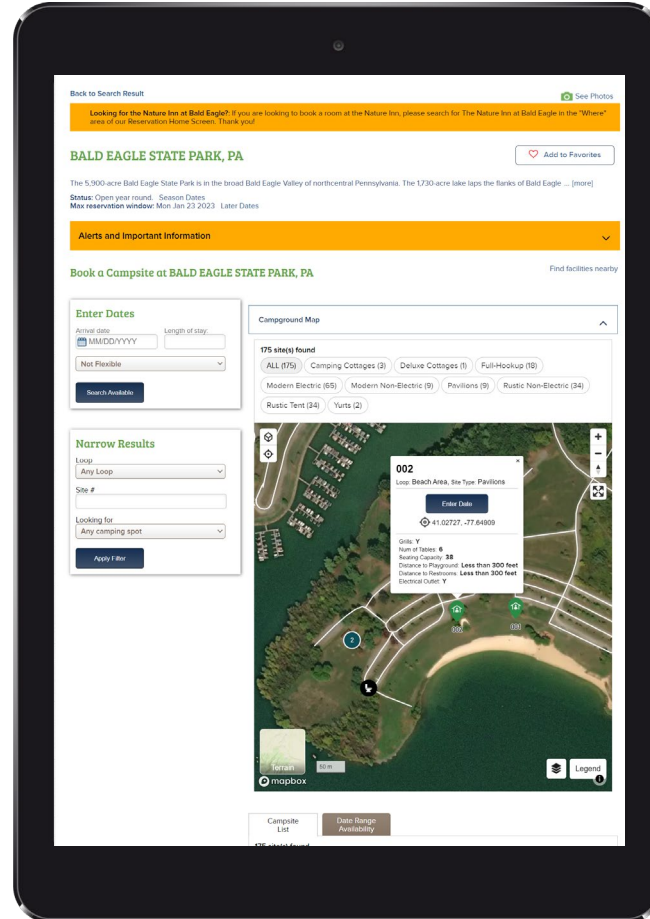 Back to Search Result
See Photos
Looking for the Nature Inn at Bald Eagle?: If you are looking to book a room at the Nature Inn, please search for The Nature Inn at Bald Eagle in the "Where"
area of our Reservation Home Screen. Thank you!
BALD EAGLE STATE PARK, PA
Add to Favorites
The 5,900-acre Bald Eagle State Park is in the broad Bald Eagle Valley of northcentral Pennsylvania. The 1,730-acre lake laps the flanks of Bald Eagle ... [more]
Status: Open year round. Season Dates
Max reservation window: Mon Jan 23 2023 Later Dates
Alerts and Important Information
Book a Campsite at BALD EAGLE STATE PARK, PA
Find facilities nearby
Enter Dates
Arrival date Length of stay:
MM/DD/YYYY
Not Flexible
Search Available
Narrow Results
Loop
Any Loop
Site #
Looking for
Any camping spot
Apply Filter
Campground Map
175 site(s) found
ALL (175) Camping Cottages (3) Deluxe Cottages (1) Full-Hookup (18)
Modern Electric (65) Modern Non-Electric (9) Pavilions (9) Rustic Non-Electric (34)
Rustic Tent (34) Yurts (2)
002
Loop: Beach Area, Site Type: Pavilions
Enter Date
41.02727, -77.64909
Grills: Y
Num of Tables: 6
Seating Capacity: 38
Distance to Playground: Less than 300 feet
Distance to Restrooms: Less than 300 feet
Electrical Outlet: Y
002
001
2
Terrain
50 m
mapbox
Legend
Campsite
List
Date Range
Availability
175 site(s) found